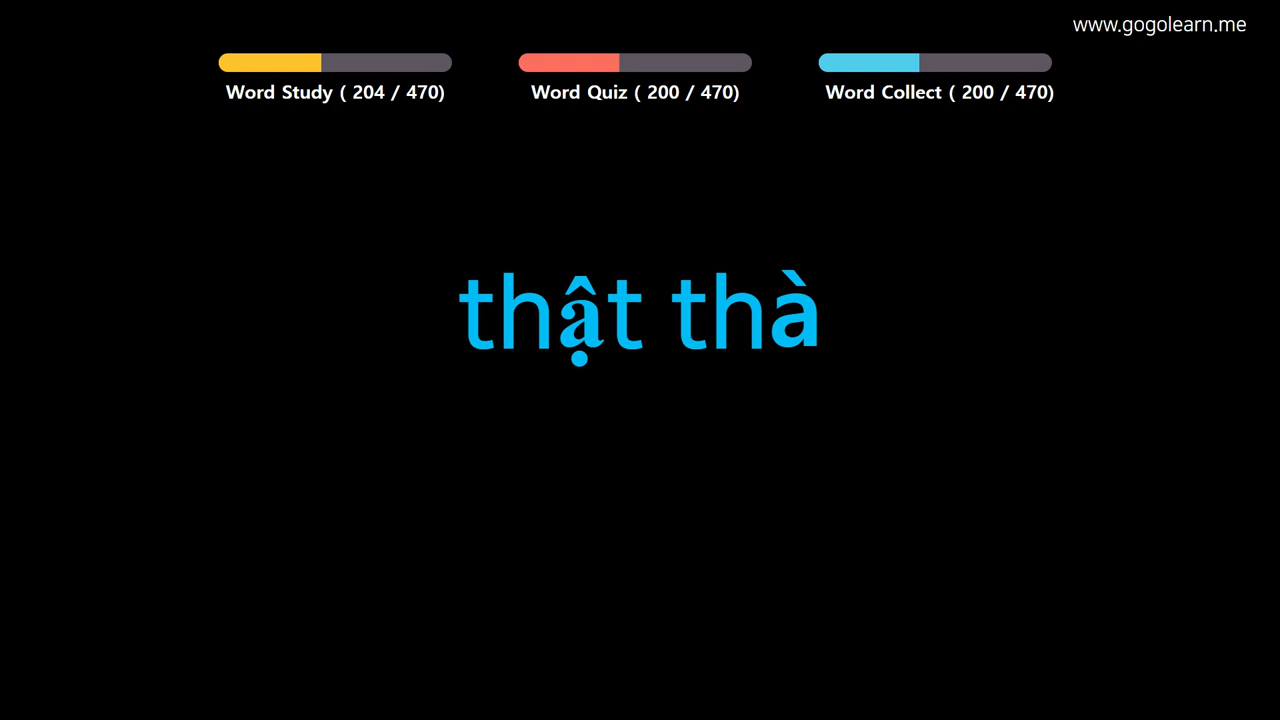 www.gogolearn.me
Word Study ( 204 / 470)
Word Quiz ( 200 / 470)
Word Collect ( 200 / 470)
thật thà